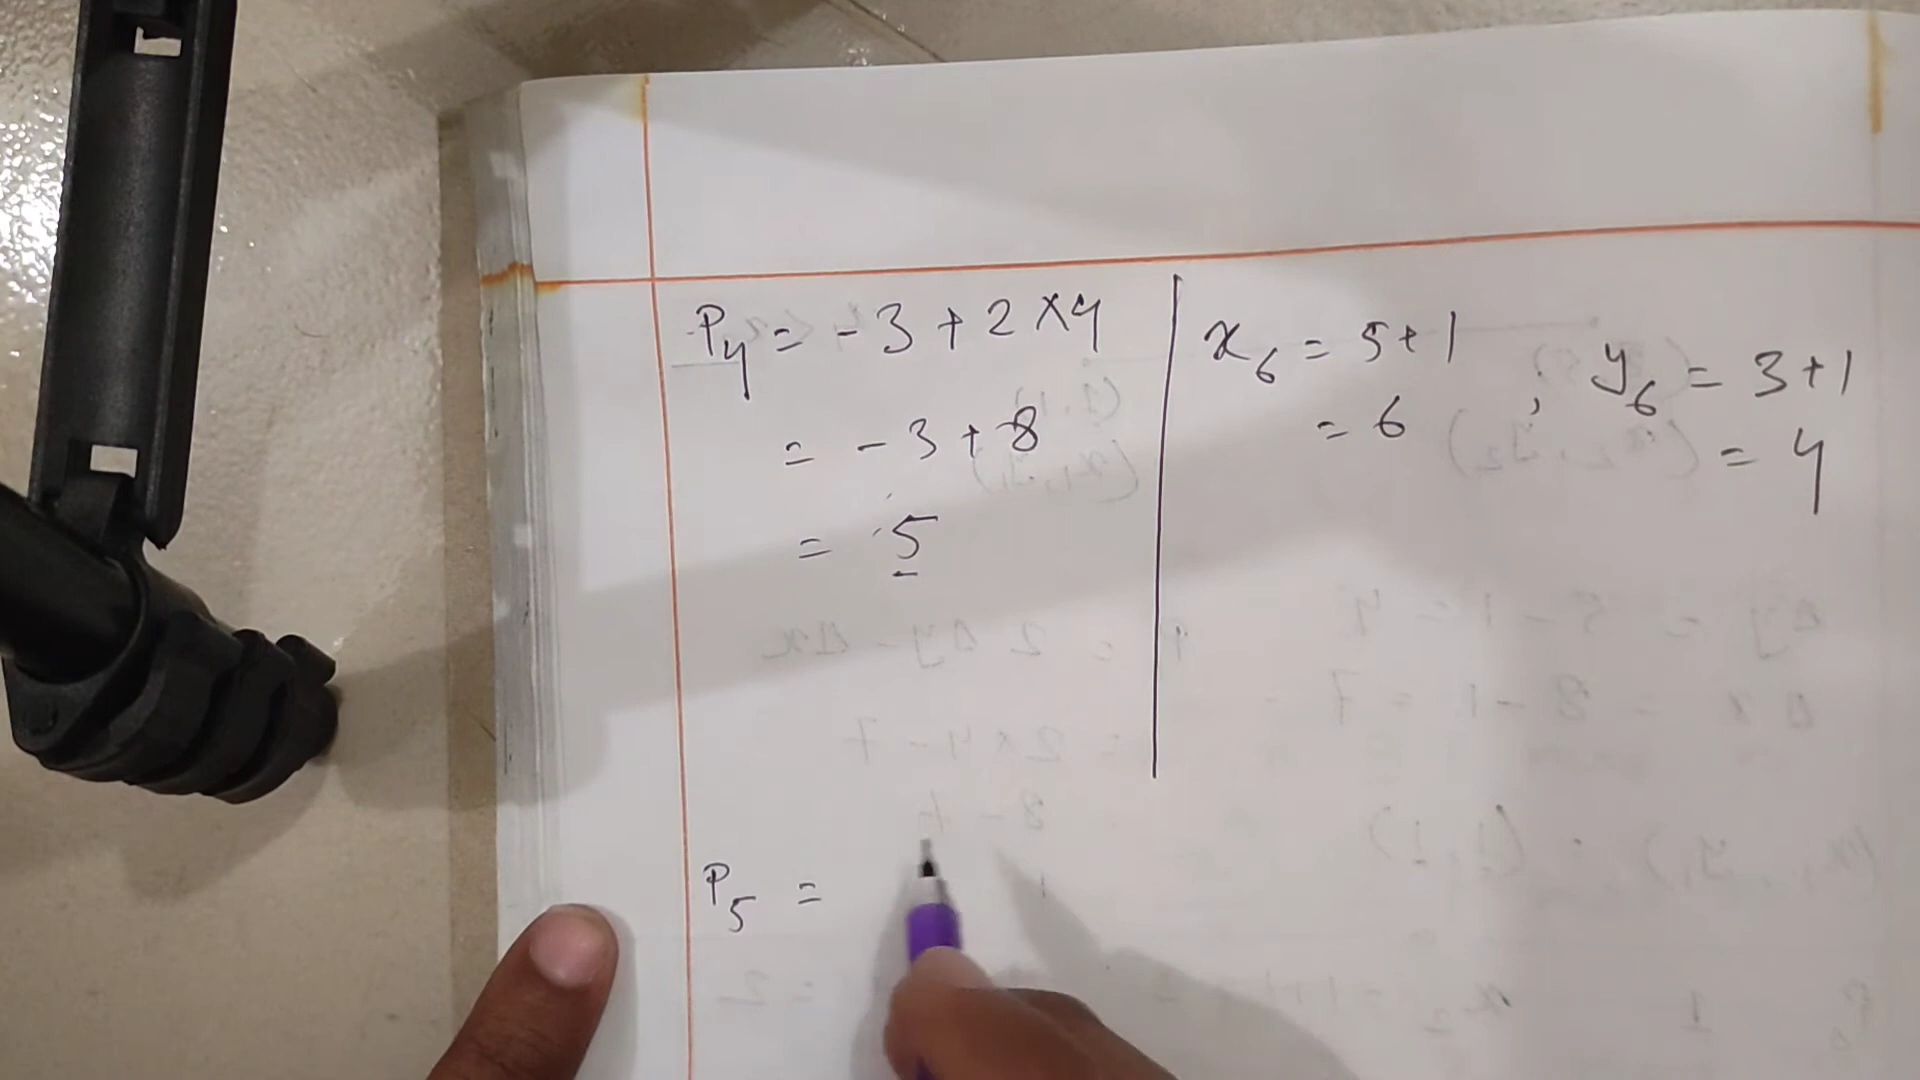 P₄ = -3 + 2 × 4
= -3 + 8
= 5
x₆ = 5+1
= 6
, y₆ = 3+1
= 4
P₅ =